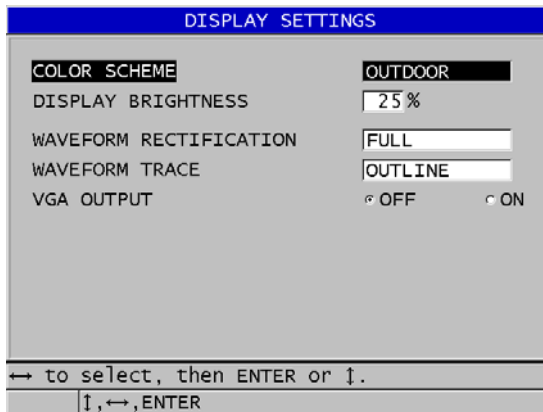 DISPLAY SETTINGS
COLOR SCHEME OUTDOOR
DISPLAY BRIGHTNESS 25%
WAVEFORM RECTIFICATION FULL
WAVEFORM TRACE OUTLINE
VGA OUTPUT OFF ON
↔ to select, then ENTER or ↕.
↕,↔,ENTER